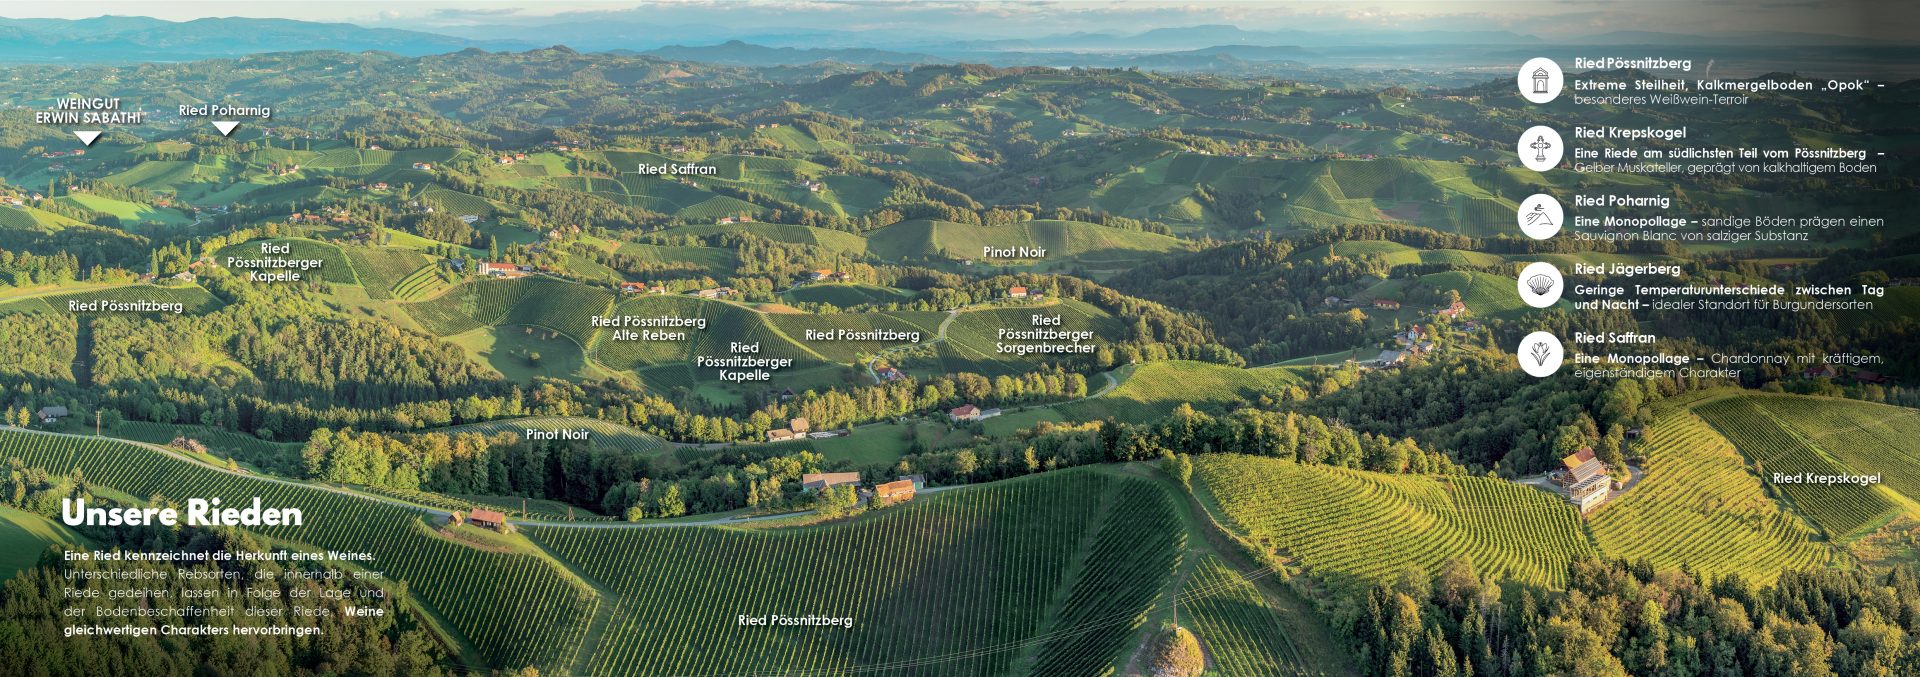 WEINGUT
ERWIN SABATHI
Ried Poharnig
Ried Saffran
Ried
Pössnitzberger
Kapelle
Pinot Noir
Ried Pössnitzberg
Ried Pössnitzberg
Alte Reben
Ried
Pössnitzberger
Kapelle
Ried Pössnitzberg
Ried
Pössnitzberger
Sorgenbrecher
Pinot Noir
Ried Krepskogel
Ried Pössnitzberg
Unsere Rieden
Eine Ried kennzeichnet die Herkunft eines Weines.
Unterschiedliche Rebsorten, die innerhalb einer
Riede gedeihen, lassen in Folge der Lage und
der Bodenbeschaffenheit dieser Riede, Weine
gleichwertigen Charakters hervorbringen.
Ried Pössnitzberg
Extreme Steilheit, Kalkmergelboden „Opok“ –
besonderes Weißwein-Terroir
Ried Krepskogel
Eine Riede am südlichsten Teil vom Pössnitzberg –
Gelber Muskateller, geprägt von kalkhaltigem Boden
Ried Poharnig
Eine Monopollage – sandige Böden prägen einen
Sauvignon Blanc von salziger Substanz
Ried Jägerberg
Geringe Temperaturunterschiede zwischen Tag
und Nacht – idealer Standort für Burgundersorten
Ried Saffran
Eine Monopollage – Chardonnay mit kräftigem,
eigenständigem Charakter